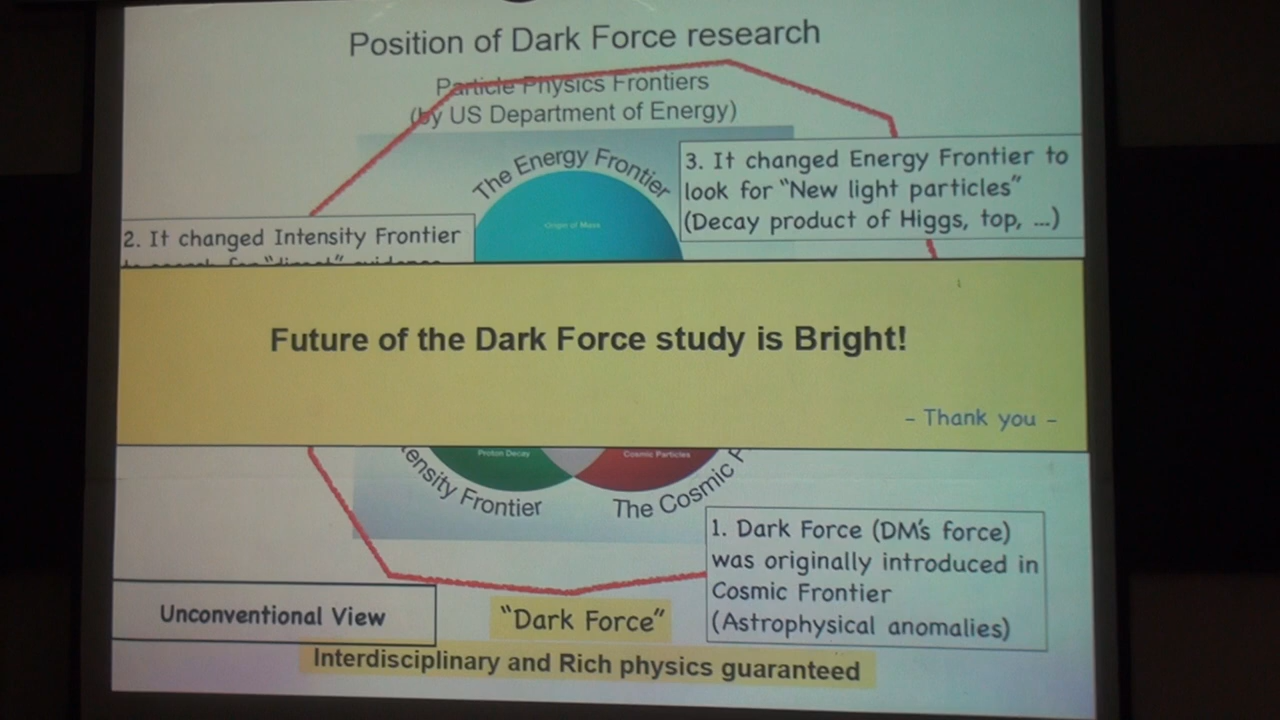 Position of Dark Force research
Particle Physics Frontiers
(by US Department of Energy)
The Energy Frontier
Origin of Mass
3. It changed Energy Frontier to
look for “New light particles”
(Decay product of Higgs, top, ...)
2. It changed Intensity Frontier
Future of the Dark Force study is Bright!
- Thank you -
Proton Decay
Cosmic Particles
Frontier
The Cosmic
1. Dark Force (DM's force)
was originally introduced in
Cosmic Frontier
(Astrophysical anomalies)
Unconventional View
“Dark Force”
Interdisciplinary and Rich physics guaranteed